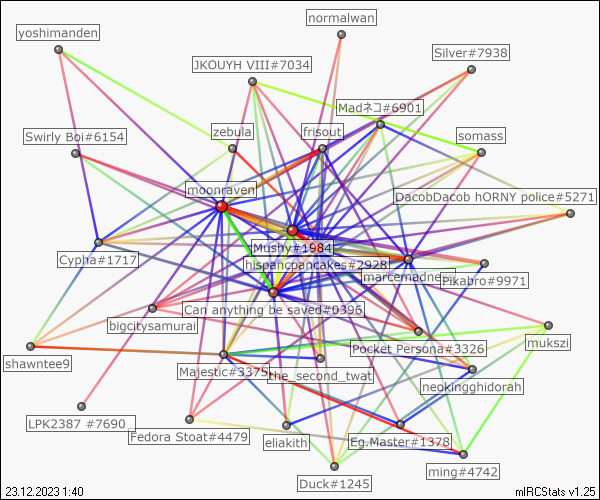 normalwan
yoshimanden
Silver#7938
JKOUYH VIII#7034
Madネコ#6901
zebula
frisout
Swirly Boi#6154
somass
moonraven
DacobDacob hORNY police#5271
Mushy#1984
Cypha#1717
hispancpancakes#2928
marcemadnes
Pikabro#9971
Can anything be saved#0396
bigcitysamurai
mukszi
Pocket Persona#3326
shawntee9
Majestic#3375
the_second_twat
neokingghidorah
LPK2387 #7690
Fedora Stoat#4479
eliakith
Eg.Master#1378
ming#4742
Duck#1245
23.12.2023 1:40
mIRCStats v1.25